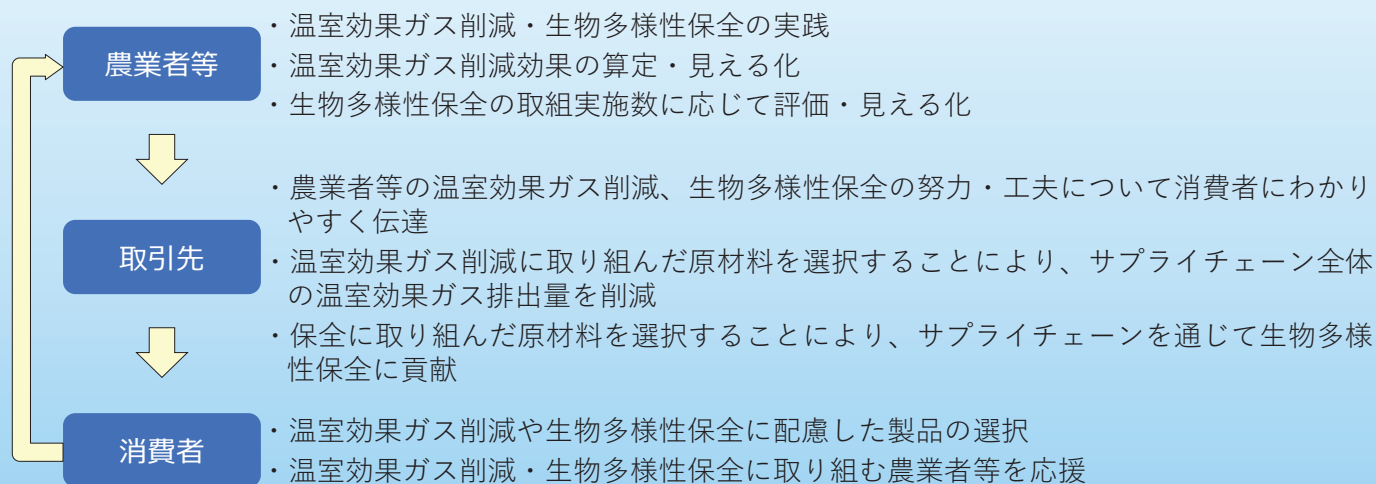 農業者等
・温室効果ガス削減・生物多様性保全の実践
・温室効果ガス削減効果の算定・見える化
・生物多様性保全の取組実施数に応じて評価・見える化
取引先
・農業者等の温室効果ガス削減、生物多様性保全の努力・工夫について消費者にわかり
やすく伝達
・温室効果ガス削減に取り組んだ原材料を選択することにより、サプライチェーン全体
の温室効果ガス排出量を削減
・保全に取り組んだ原材料を選択することにより、サプライチェーンを通じて生物多様
性保全に貢献
消費者
・温室効果ガス削減や生物多様性保全に配慮した製品の選択
・温室効果ガス削減・生物多様性保全に取り組む農業者等を応援